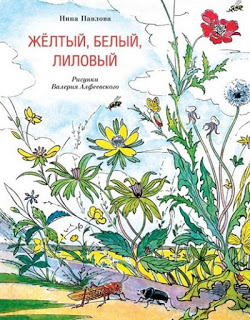 Нина Павлова
ЖЁЛТЫЙ, БЕЛЫЙ,
ЛИЛОВЫЙ
Рисунки
Валерия Алфеевского